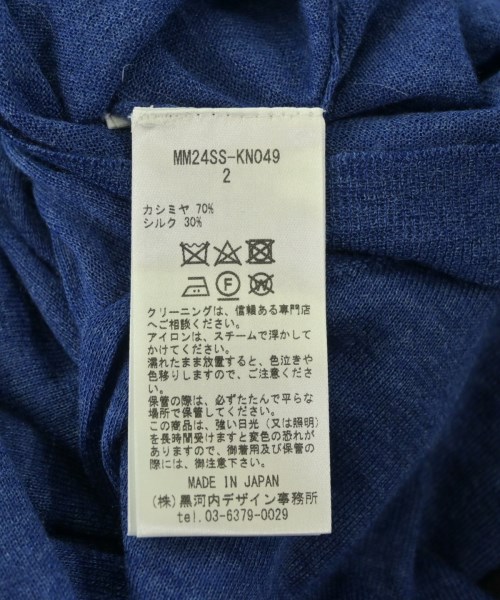 MM24SS-KN049
2
カシミヤ 70%
シルク 30%
F W
クリーニングは、信頼ある専門店
へご相談ください。
アイロンは、スチームで浮かして
かけてください。
濡れたまま放置すると、色泣きや
色移りしますので、ご注意くださ
い。
保管の際は、必ずたたんで平らな
場所で保管してください。
この商品は、強い日光（又は照明）
を長時間受けますと変色の恐れが
ありますので、御着用及び保管の
際には、御注意下さい。
MADE IN JAPAN
(株)黒河内デザイン事務所
tel.03-6379-0029